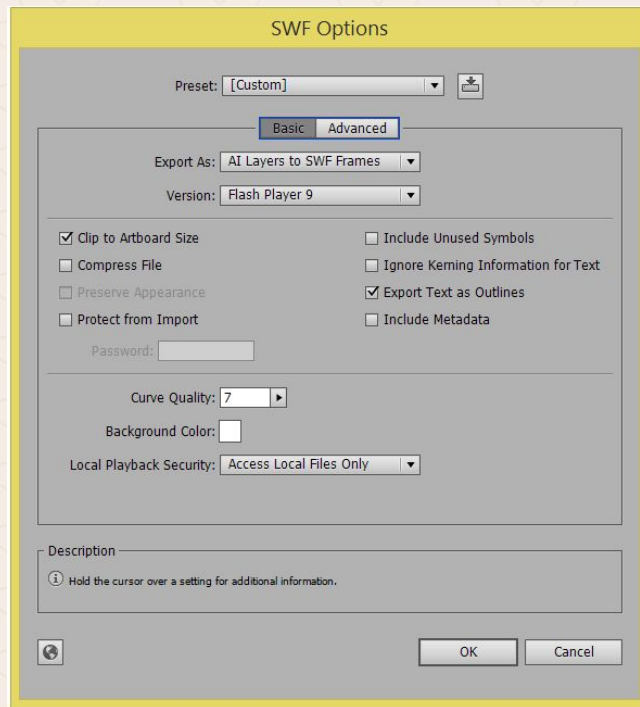 SWF Options
Preset: [Custom]
Basic Advanced
Export As: AI Layers to SWF Frames
Version: Flash Player 9
Clip to Artboard Size
Include Unused Symbols
Compress File
Ignore Kerning Information for Text
Preserve Appearance
Export Text as Outlines
Protect from Import
Include Metadata
Password:
Curve Quality: 7
Background Color:
Local Playback Security: Access Local Files Only
Description
Hold the cursor over a setting for additional information.
OK Cancel